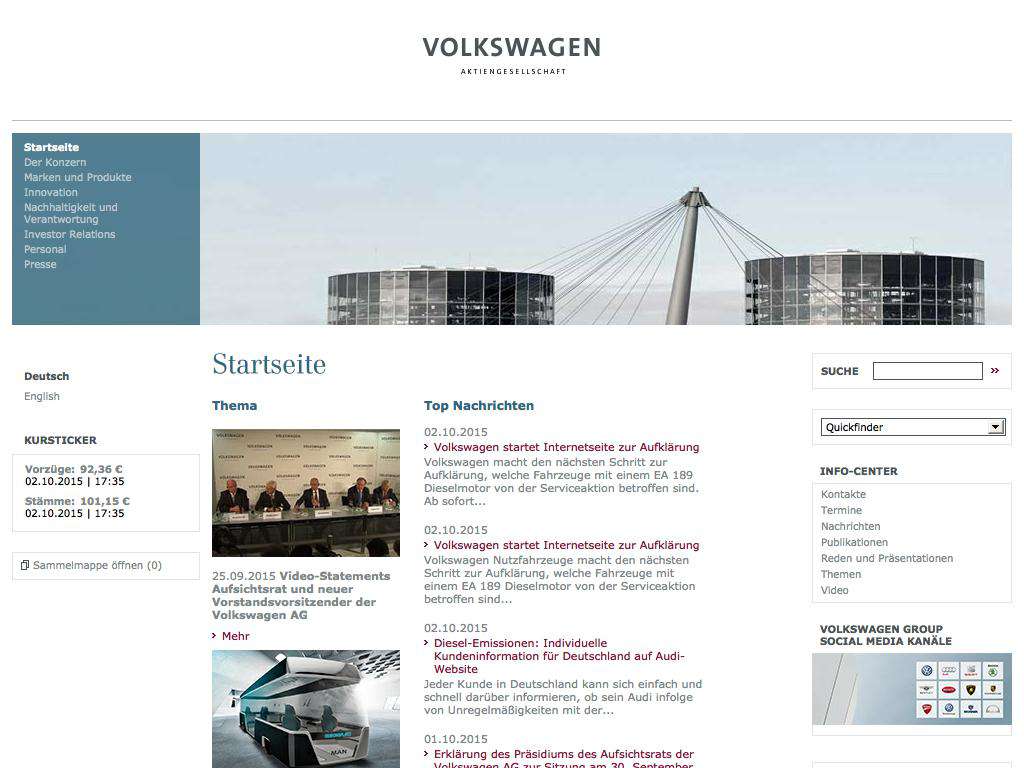 VOLKSWAGEN
AKTIENGESELLSCHAFT
Startseite
Der Konzern
Marken und Produkte
Innovation
Nachhaltigkeit und
Verantwortung
Investor Relations
Personal
Presse
Deutsch
English
KURSTICKER
Vorzüge: 92,36 €
02.10.2015 | 17:35
Stämme: 101,15 €
02.10.2015 | 17:35
Sammelmappe öffnen (0)
Startseite
Thema
VOLKSWAGEN
25.09.2015 Video-Statements
Aufsichtsrat und neuer
Vorstandsvorsitzender der
Volkswagen AG
Mehr
MAN
Top Nachrichten
02.10.2015
Volkswagen startet Internetseite zur Aufklärung
Volkswagen macht den nächsten Schritt zur
Aufklärung, welche Fahrzeuge mit einem EA 189
Dieselmotor von der Serviceaktion betroffen sind.
Ab sofort...
02.10.2015
Volkswagen startet Internetseite zur Aufklärung
Volkswagen Nutzfahrzeuge macht den nächsten
Schritt zur Aufklärung, welche Fahrzeuge mit
einem EA 189 Dieselmotor von der Serviceaktion
betroffen sind...
02.10.2015
Diesel-Emissionen: Individuelle
Kundeninformation für Deutschland auf Audi-
Website
Jeder Kunde in Deutschland kann sich einfach und
schnell darüber informieren, ob sein Audi infolge
von Unregelmäßigkeiten mit der...
01.10.2015
Erklärung des Präsidiums des Aufsichtsrats der
Volkswagen AG zur Sitzung am 30. September
SUCHE
Quickfinder
INFO-CENTER
Kontakte
Termine
Nachrichten
Publikationen
Reden und Präsentationen
Themen
Video
VOLKSWAGEN GROUP
SOCIAL MEDIA KANÄLE